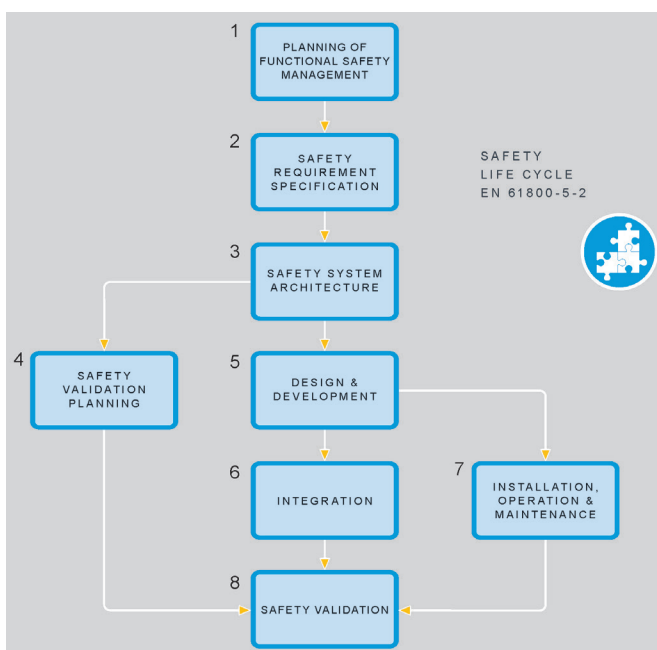 1
PLANNING OF
FUNCTIONAL SAFETY
MANAGEMENT
2
SAFETY
REQUIREMENT
SPECIFICATION
SAFETY
LIFE CYCLE
EN 61800-5-2
3
SAFETY SYSTEM
ARCHITECTURE
4
SAFETY
VALIDATION
PLANNING
5
DESIGN &
DEVELOPMENT
6
INTEGRATION
7
INSTALLATION,
OPERATION &
MAINTENANCE
8
SAFETY VALIDATION